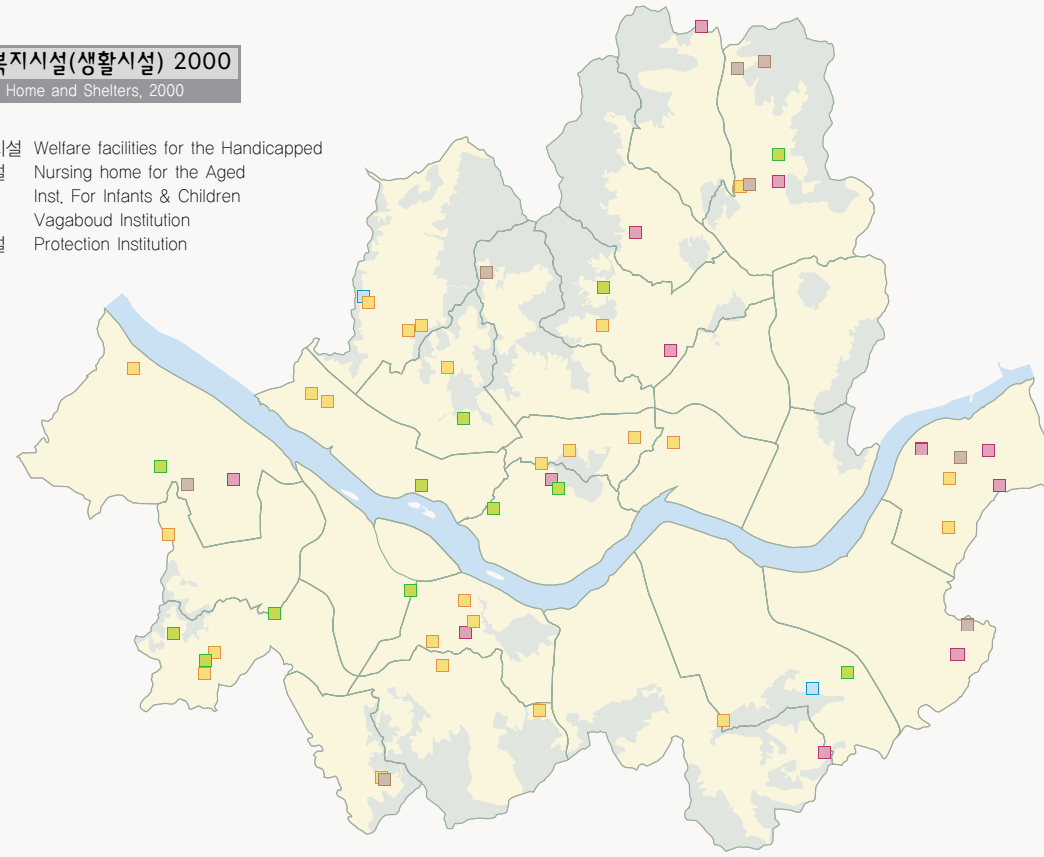 복지시설(생활시설) 2000
Home and Shelters, 2000
시설 Welfare facilities for the Handicapped
설 Nursing home for the Aged
Inst. For Infants & Children
Vagaboud Institution
설 Protection Institution